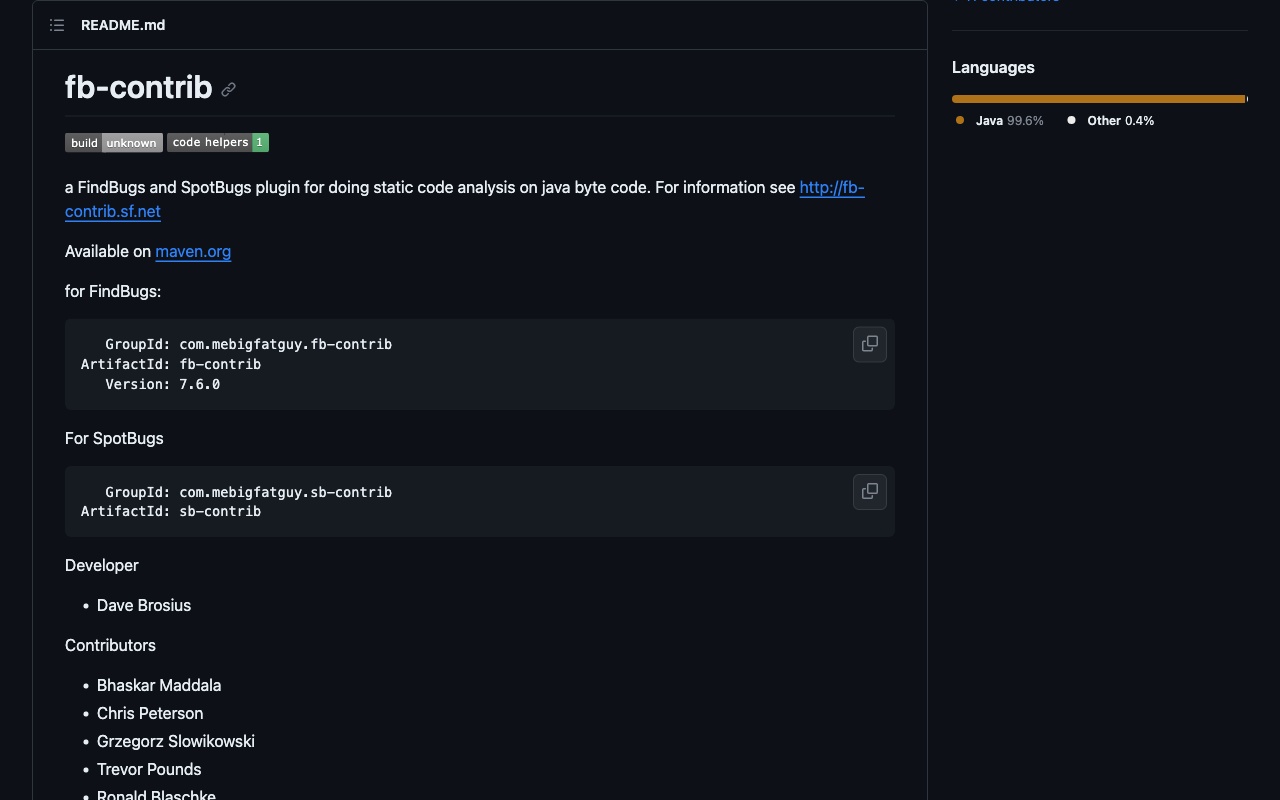 README.md
fb-contrib
build unknown code helpers 1
a FindBugs and SpotBugs plugin for doing static code analysis on java byte code. For information see http://fb-
contrib.sf.net
Available on maven.org
for FindBugs:
GroupId: com.mebigfatguy.fb-contrib
ArtifactId: fb-contrib
Version: 7.6.0
For SpotBugs
GroupId: com.mebigfatguy.sb-contrib
ArtifactId: sb-contrib
Developer
• Dave Brosius
Contributors
• Bhaskar Maddala
• Chris Peterson
• Grzegorz Slowikowski
• Trevor Pounds
• Ronald Blaschke
contributors
Languages
Java 99.6% Other 0.4%